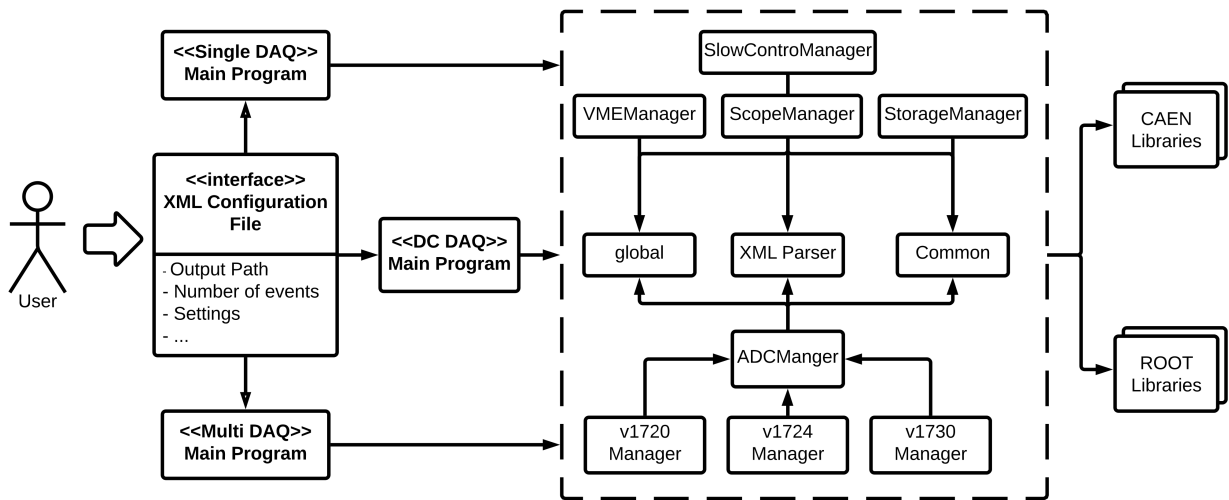 <<Single DAQ>>
Main Program
SlowControManager
VMEManager
ScopeManager
StorageManager
CAEN
Libraries
<<interface>>
XML Configuration
File
- Output Path
- Number of events
- Settings
- ...
User
<<DC DAQ>>
Main Program
global
XML Parser
Common
ADCManger
ROOT
Libraries
<<Multi DAQ>>
Main Program
v1720
Manager
v1724
Manager
v1730
Manager